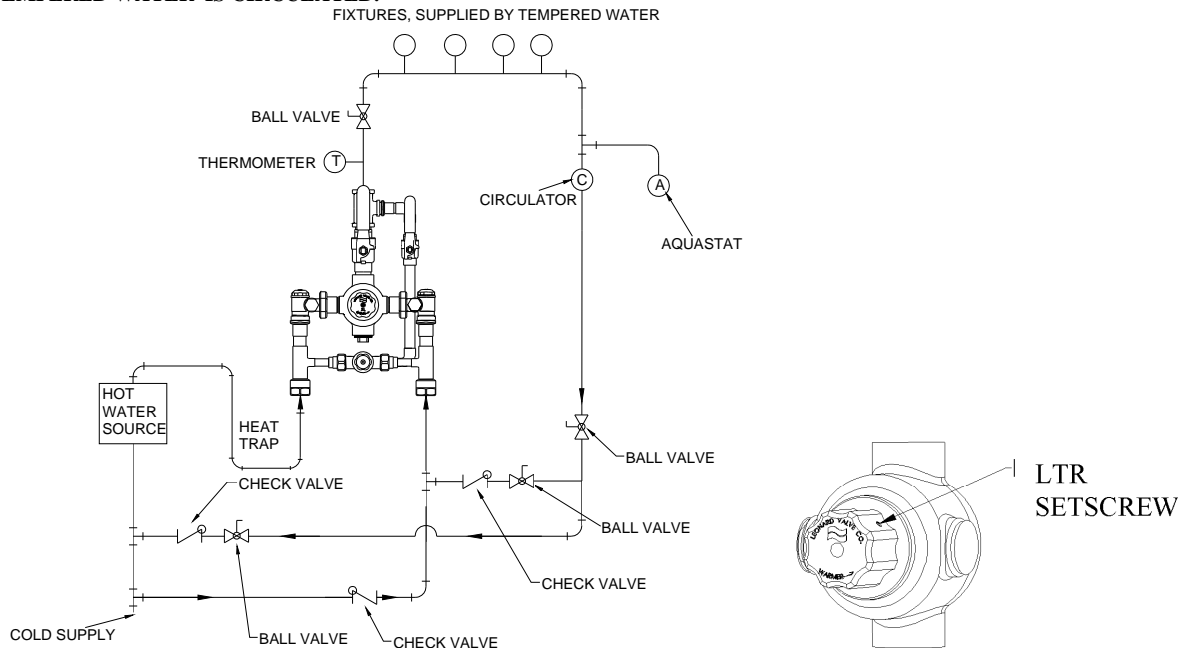 FIXTURES, SUPPLIED BY TEMPERED WATER
BALL VALVE
THERMOMETER
T
CIRCULATOR
C
A
AQUASTAT
HOT
WATER
SOURCE
HEAT
TRAP
CHECK VALVE
BALL VALVE
BALL VALVE
CHECK VALVE
COLD SUPPLY
BALL VALVE
CHECK VALVE
LTR
SETSCREW
LEONARD VALVE CO.
WARMER